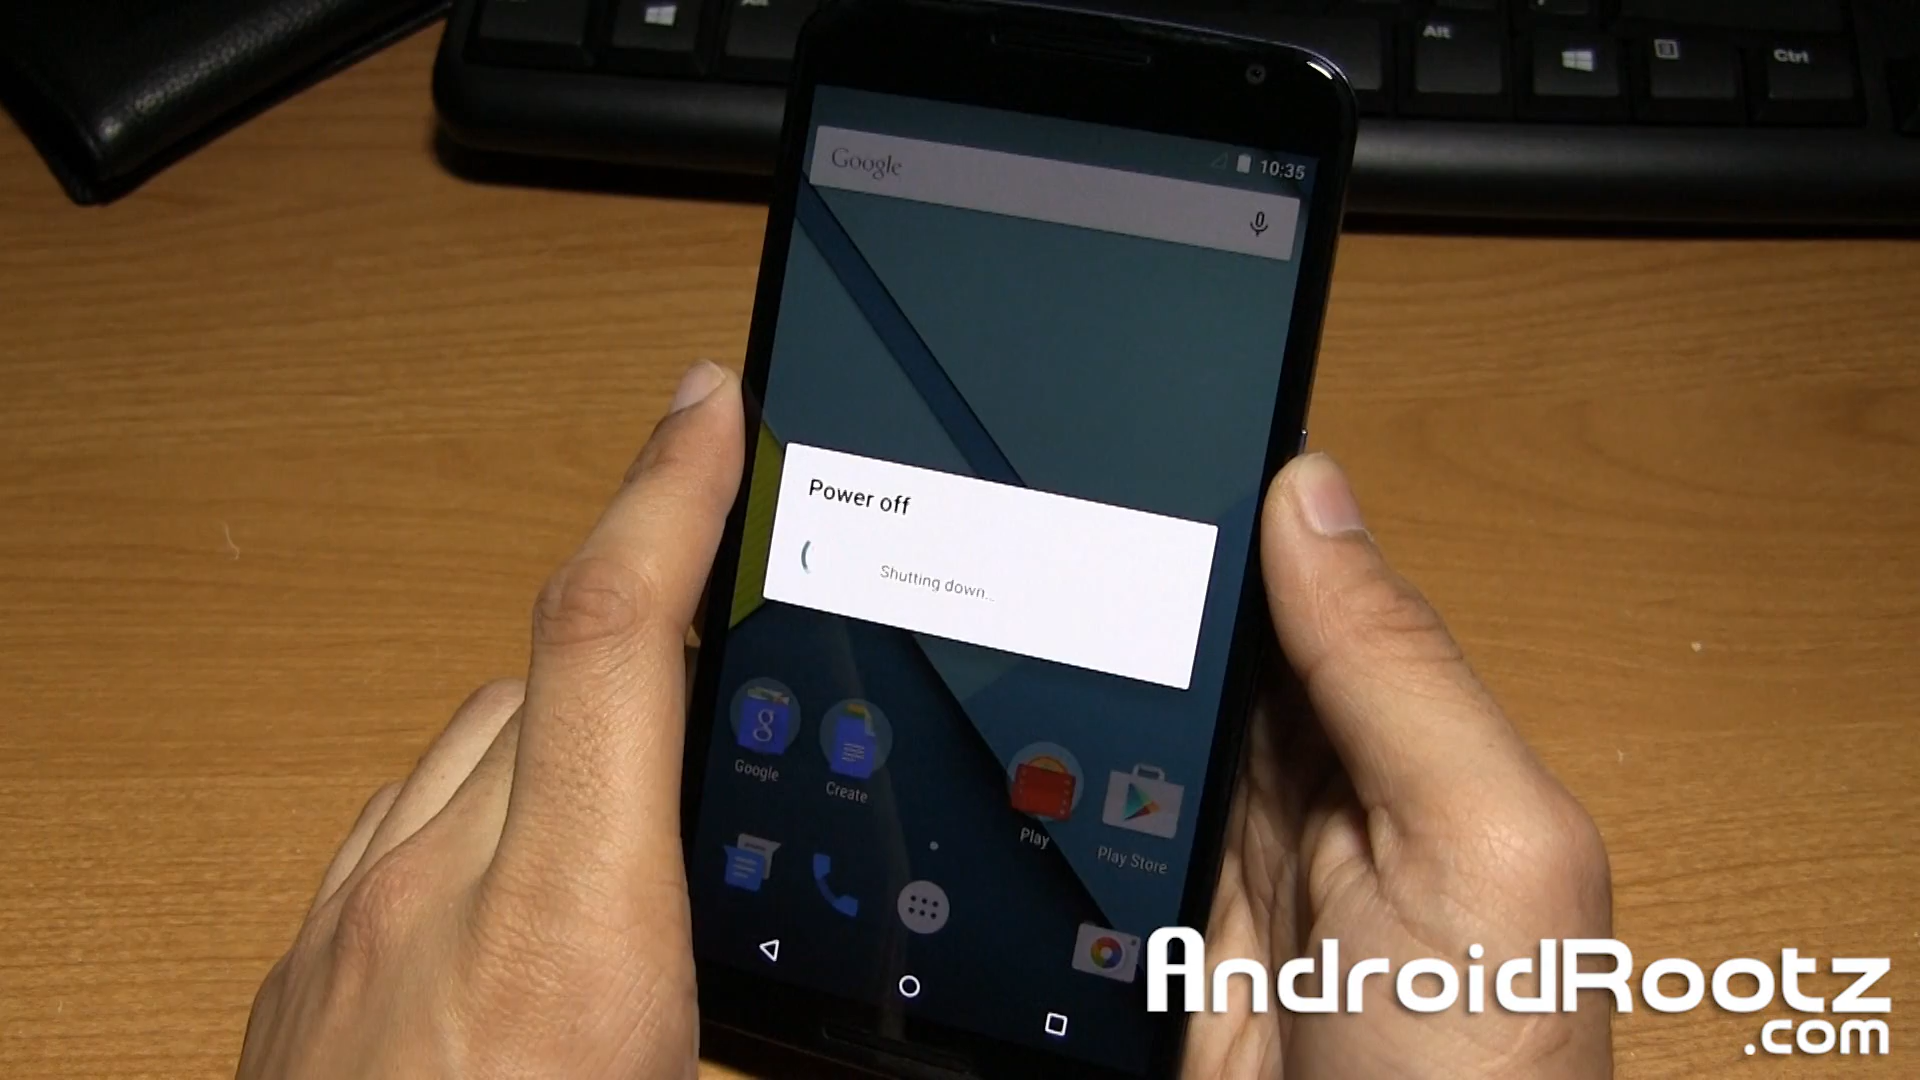 Alt
Ctrl
Google
10:35
Power off
Shutting down...
g
Google
Create
Play
Play Store
AndroidRootz
.com